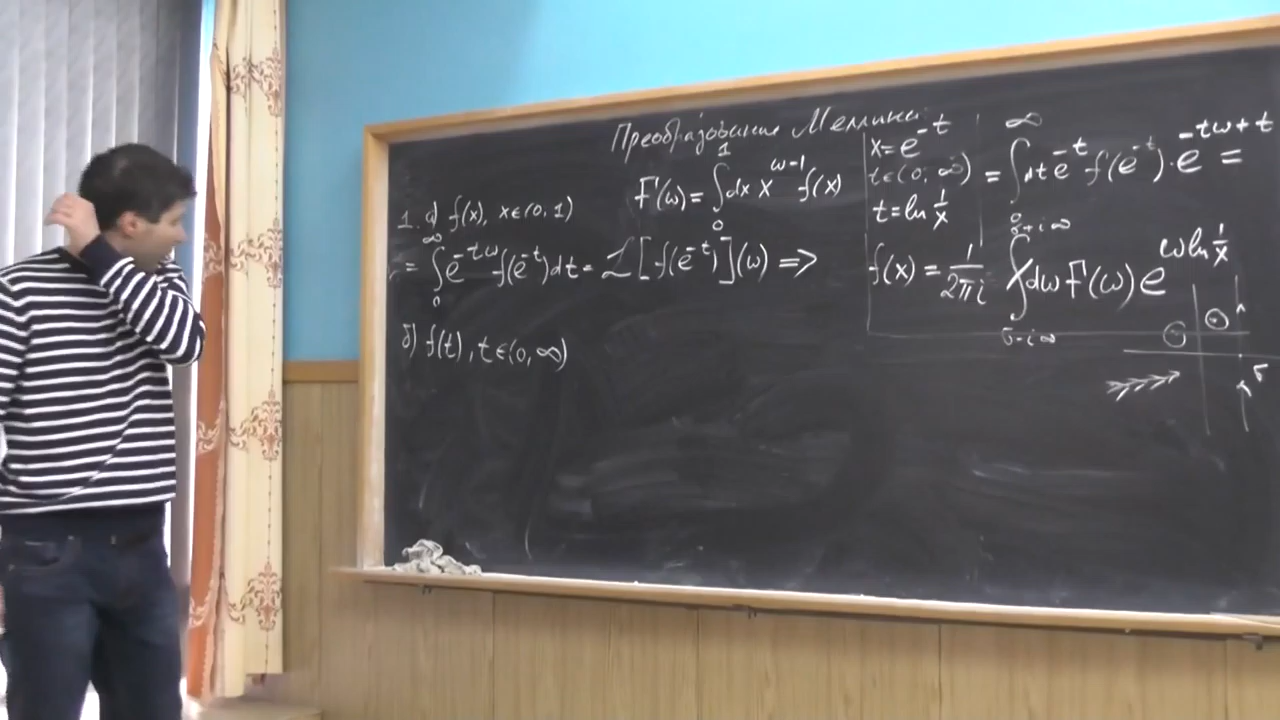 Преобразование Меллина
1. а) f(x), x∈(0,1)
F(ω) = ∫₀¹ dx x^{ω-1} f(x)
x = e^{-t}
t∈(0,∞)
t = ln 1/x
= ∫₀^∞ dt e^{-t} f(e^{-t}) · e^{-tω+t} =
= ∫₀^∞ e^{-tω} f(e^{-t}) dt = ℒ[f(e^{-t})](ω) =>
f(x) = 1/2πi ∫_{σ-i∞}^{σ+i∞} dω F(ω) e^{ω ln 1/x}
σ
б) f(t), t∈(0,∞)